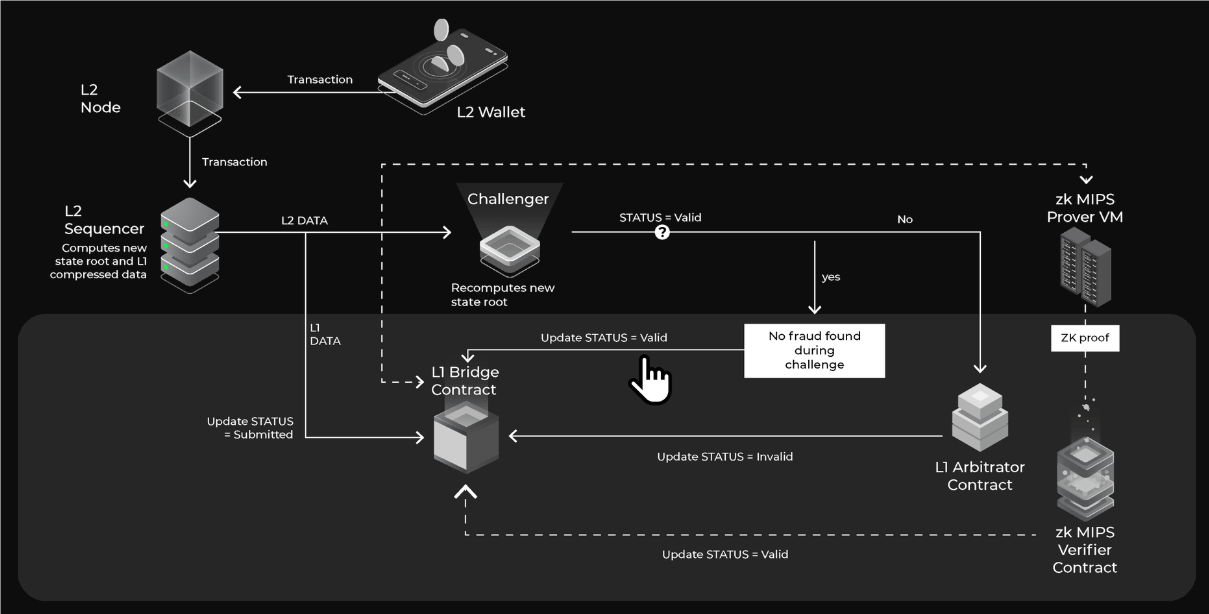 L2
Node
Transaction
L2 Wallet
Transaction
L2
Sequencer
Computes new
state root and L1
compressed data
L2 DATA
Challenger
Recomputes new
state root
STATUS = Valid
?
No
yes
zk MIPS
Prover VM
L1
DATA
Update STATUS = Valid
No fraud found
during
challenge
ZK proof
L1 Bridge
Contract
Update STATUS
= Submitted
Update STATUS = Invalid
L1 Arbitrator
Contract
Update STATUS = Valid
zk MIPS
Verifier
Contract